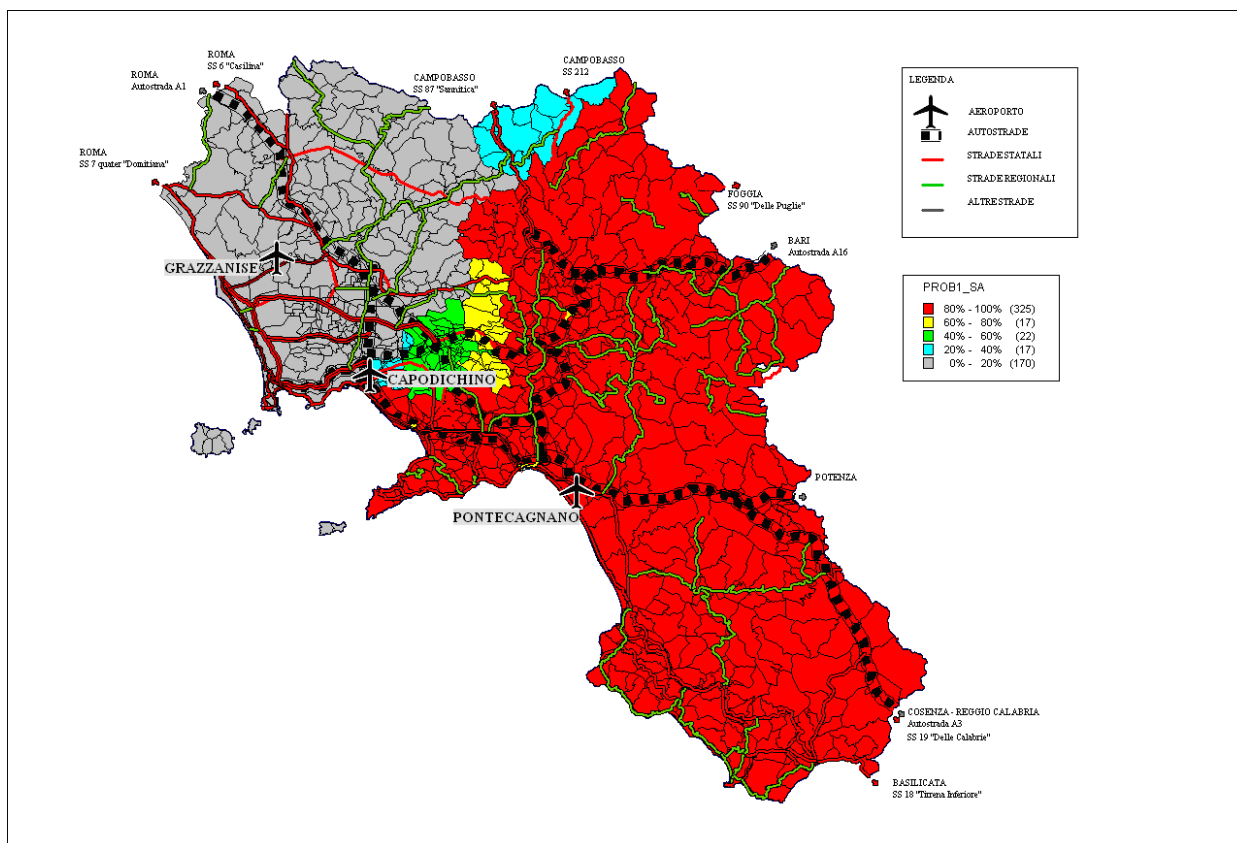 ROMA
SS 6 "Casilina"
ROMA
Autostrada A1
CAMPOBASSO
SS 87 "Sannitica"
CAMPOBASSO
SS 212
ROMA
SS 7 quater "Domitiana"
FOGGIA
SS 90 "Delle Puglie"
BARI
Autostrada A16
GRAZZANISE
CAPODICHINO
PONTECAGNANO
POTENZA
COSENZA - REGGIO CALABRIA
Autostrada A3
SS 19 "Delle Calabrie"
BASILICATA
SS 18 "Tirrena Inferiore"
LEGENDA
AEROPORTO
AUTOSTRADE
STRADE STATALI
STRADE REGIONALI
ALTRE STRADE
PROB1_SA
80% - 100% (325)
60% - 80% (17)
40% - 60% (22)
20% - 40% (17)
0% - 20% (170)